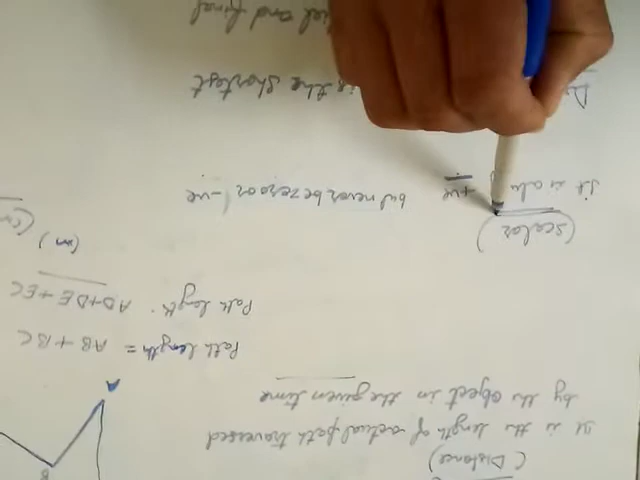 (Distance)
It is the length of actual path traversed
by the object in the given time
A
B
Path length = AB+BC
Path length. AD+DE+EC
(m)
(scalar)
It is alw +ve but never be zero or -ve
is the shortest
and final